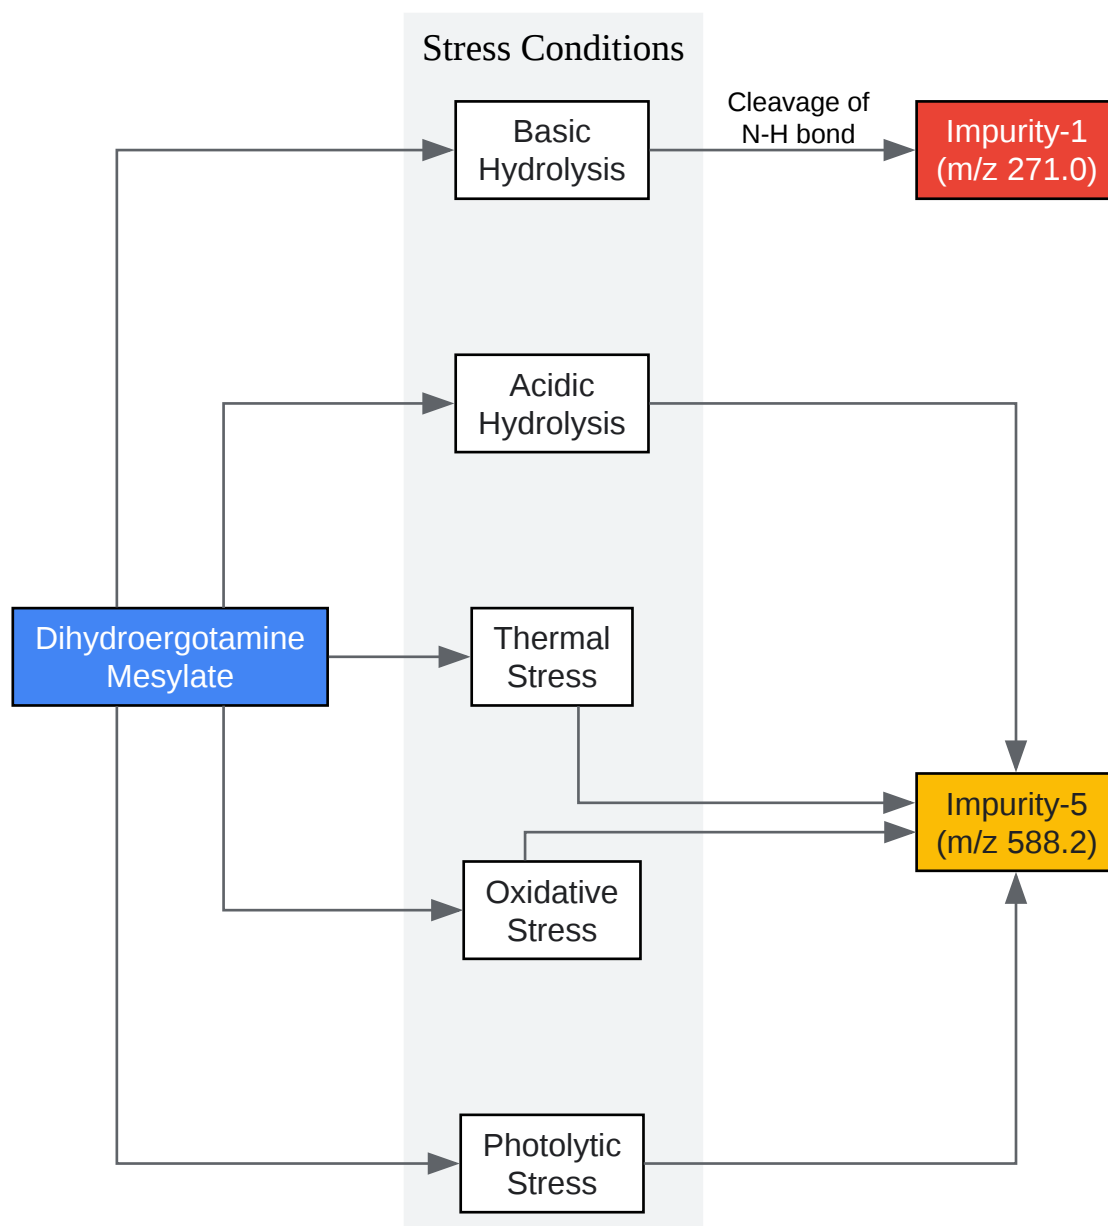 Stress Conditions
Basic
Hydrolysis
Cleavage of
N-H bond
Impurity-1
(m/z 271.0)
Acidic
Hydrolysis
Dihydroergotamine
Mesylate
Thermal
Stress
Impurity-5
(m/z 588.2)
Oxidative
Stress
Photolytic
Stress